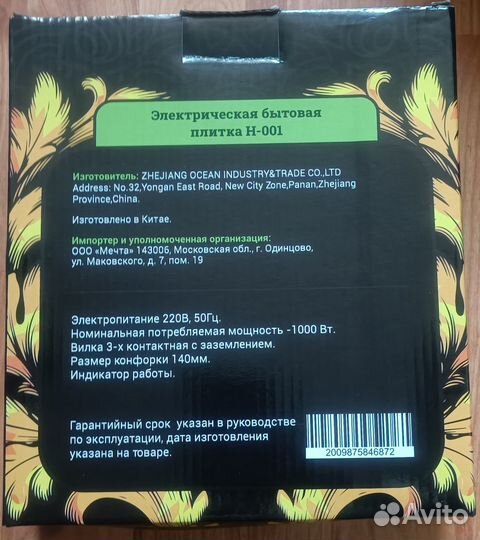 Электрическая бытовая
плитка Н-001
Изготовитель: ZHEJIANG OCEAN INDUSTRY&TRADE CO.,LTD
Address: No.32,Yongan East Road, New City Zone,Panan,Zhejiang
Province,China.
Изготовлено в Китае.
Импортер и уполномоченная организация:
ООО «Мечта» 143006, Московская обл., г. Одинцово,
ул. Маковского, д. 7, пом. 19
Электропитание 220В, 50Гц.
Номинальная потребляемая мощность -1000 Вт.
Вилка 3-х контактная с заземлением.
Размер конфорки 140мм.
Индикатор работы.
Гарантийный срок указан в руководстве
по эксплуатации, дата изготовления
указана на товаре.
2009875846872
Avito